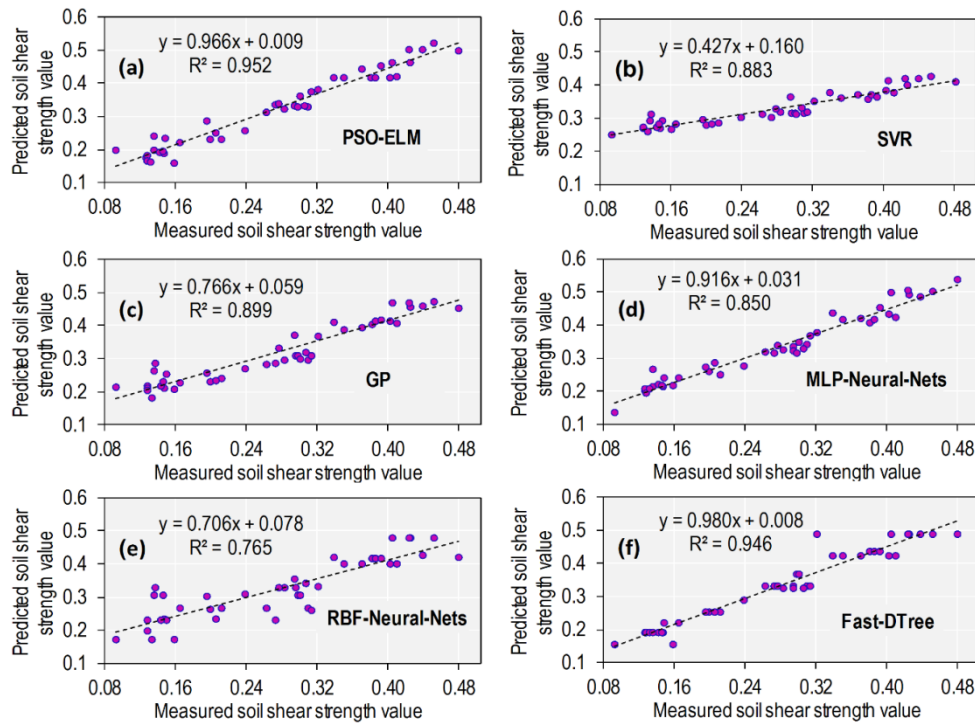 0.6
0.5
0.4
0.3
0.2
0.1
Predicted soil shear
strength value
y = 0.966x + 0.009
R² = 0.952
(a)
PSO-ELM
0.08 0.16 0.24 0.32 0.40 0.48
Measured soil shear strength value
0.6
0.5
0.4
0.3
0.2
0.1
Predicted soil shear
strength value
y = 0.427x + 0.160
R² = 0.883
(b)
SVR
0.08 0.16 0.24 0.32 0.40 0.48
Measured soil shear strength value
0.6
0.5
0.4
0.3
0.2
0.1
Predicted soil shear
strength value
y = 0.766x + 0.059
R² = 0.899
(c)
GP
0.08 0.16 0.24 0.32 0.40 0.48
Measured soil shear strength value
0.6
0.5
0.4
0.3
0.2
0.1
Predicted soil shear
strength value
y = 0.916x + 0.031
R² = 0.850
(d)
MLP-Neural-Nets
0.08 0.16 0.24 0.32 0.40 0.48
Measured soil shear strength value
0.6
0.5
0.4
0.3
0.2
0.1
Predicted soil shear
strength value
y = 0.706x + 0.078
R² = 0.765
(e)
RBF-Neural-Nets
0.08 0.16 0.24 0.32 0.40 0.48
Measured soil shear strength value
0.6
0.5
0.4
0.3
0.2
0.1
Predicted soil shear
strength value
y = 0.980x + 0.008
R² = 0.946
(f)
Fast-DTree
0.08 0.16 0.24 0.32 0.40 0.48
Measured soil shear strength value